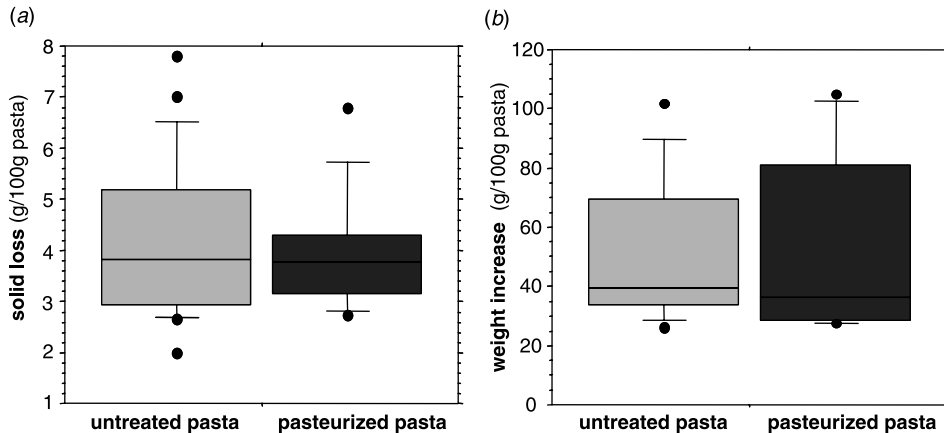 (a)
(b)
solid loss (g/100g pasta)
8
7
6
5
4
3
2
1
untreated pasta
pasteurized pasta
weight increase (g/100g pasta)
120
100
80
60
40
20
0
untreated pasta
pasteurized pasta